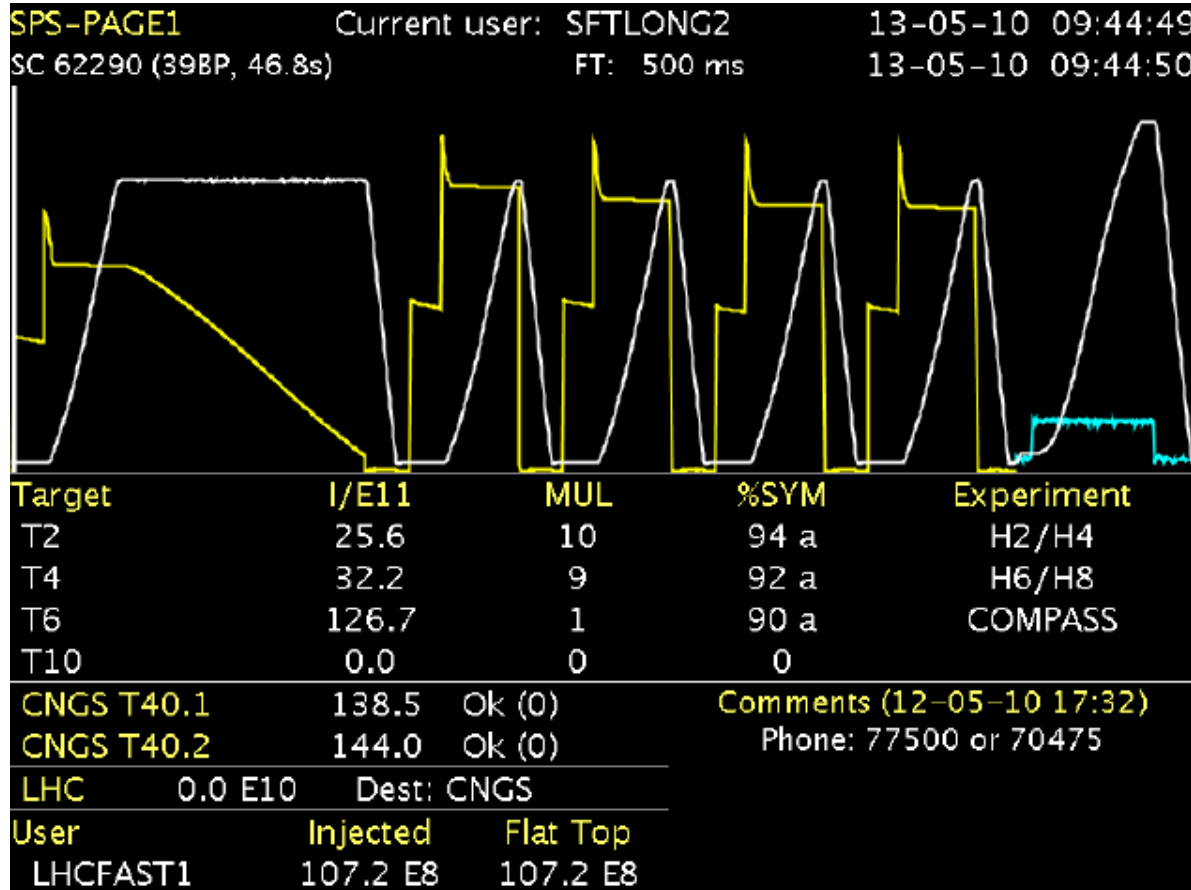 SPS-PAGE1 Current user: SFTLONG2 13-05-10 09:44:49
SC 62290 (39BP, 46.8s) FT: 500 ms 13-05-10 09:44:50
Target I/E11 MUL %SYM Experiment
T2 25.6 10 94 a H2/H4
T4 32.2 9 92 a H6/H8
T6 126.7 1 90 a COMPASS
T10 0.0 0 0
CNGS T40.1 138.5 Ok (0) Comments (12-05-10 17:32)
CNGS T40.2 144.0 Ok (0) Phone: 77500 or 70475
LHC 0.0 E10 Dest: CNGS
User Injected Flat Top
LHCFAST1 107.2 E8 107.2 E8